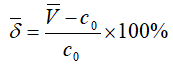 δ̅ = (V̅ − c₀) / c₀ × 100%